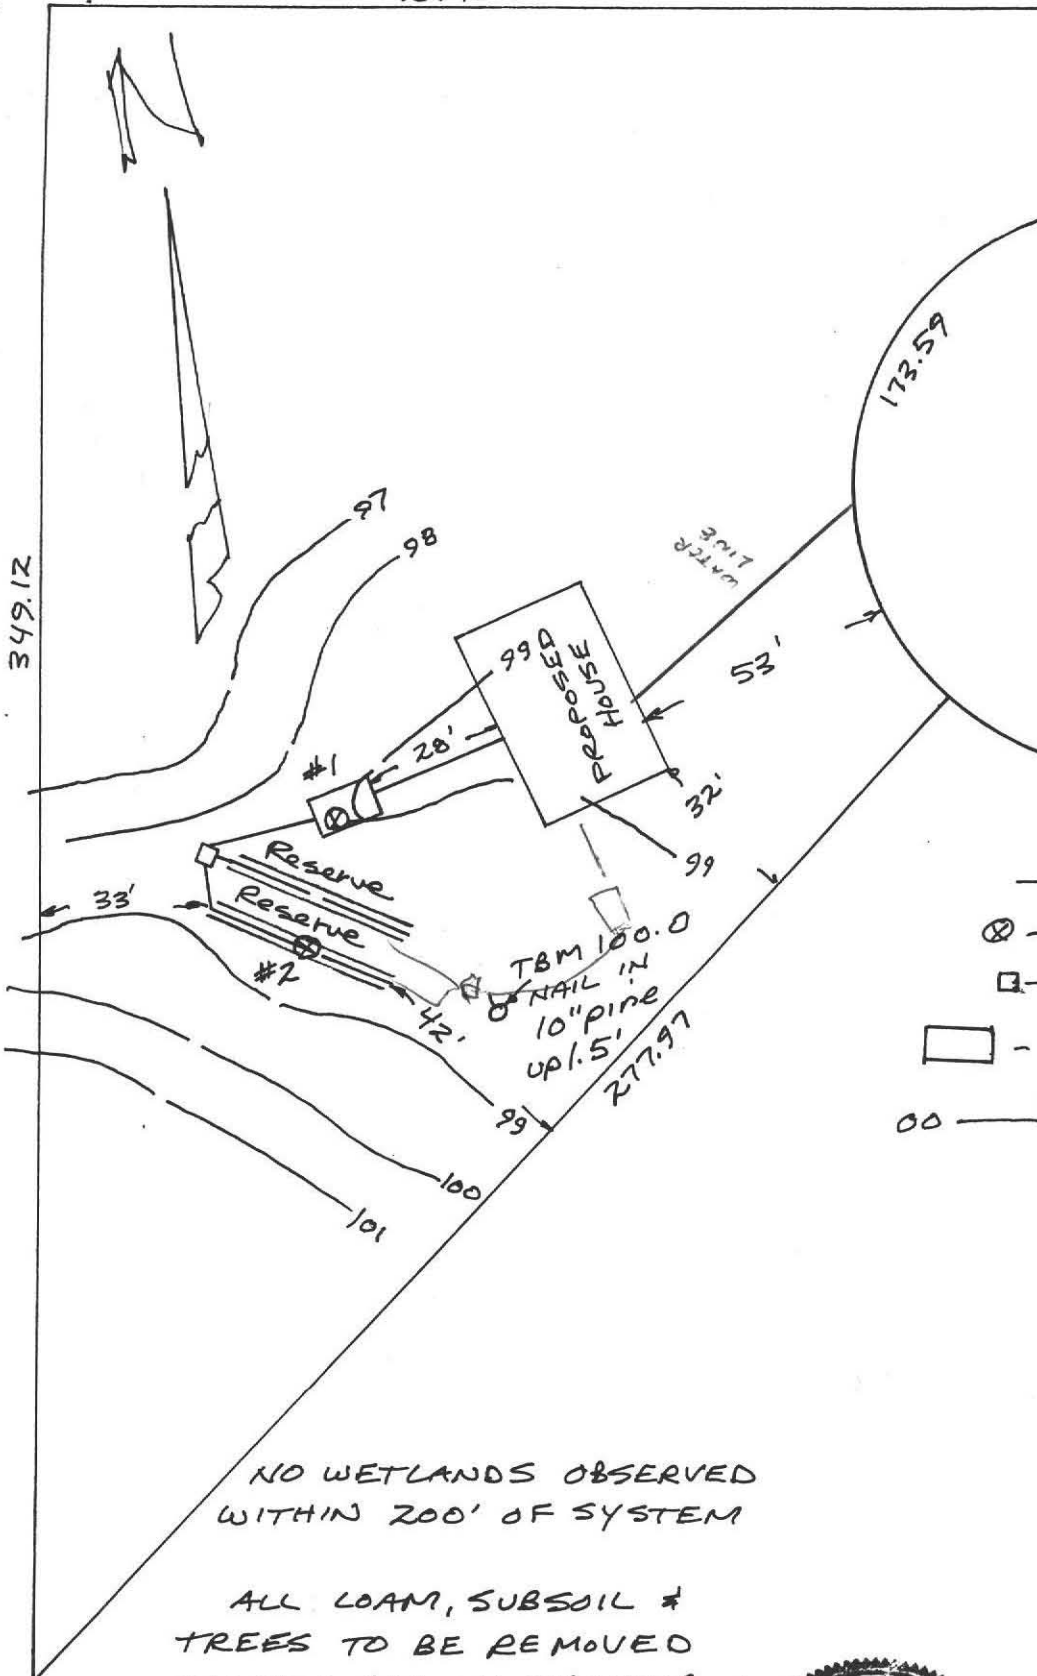 N
349.12
173.59
97
98
WATER
LINE
53'
99
PROPOSED
HOUSE
28'
#1
32'
99
Reserve
Reserve
33'
#2
42'
TBM 100.0
NAIL IN
10" pine
up 1.5'
277.97
99
100
101
00
NO WETLANDS OBSERVED
WITHIN 200' OF SYSTEM
ALL LOAM, SUBSOIL &
TREES TO BE REMOVED